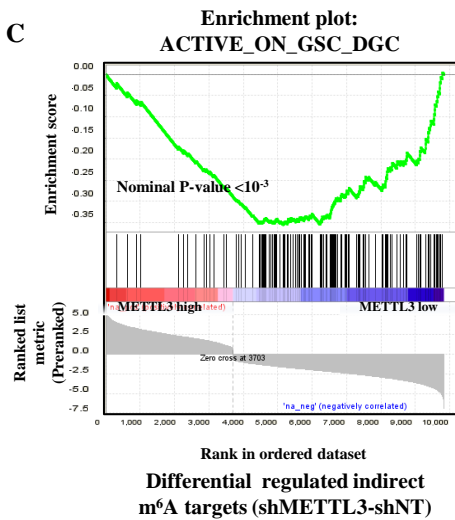 C
Enrichment plot:
ACTIVE_ON_GSC_DGC
Enrichment score
0.00
-0.05
-0.01
-0.15
-0.20
-0.25
-0.30
0.35
Nominal P-value <10-3
METTL3 high
METTL3 low
Ranked list
metric
(Preranked)
5.0
2.5
0.0
-2.5
-5.0
-7.5
Zero cross at 3703
'na_neg' (negatively correlated)
0
1,000
2,000
3,000
4,000
5,000
6,000
7,000
8,000
9,000
10,000
Rank in ordered dataset
Differential regulated indirect
m⁶A targets (shMETTL3-shNT)